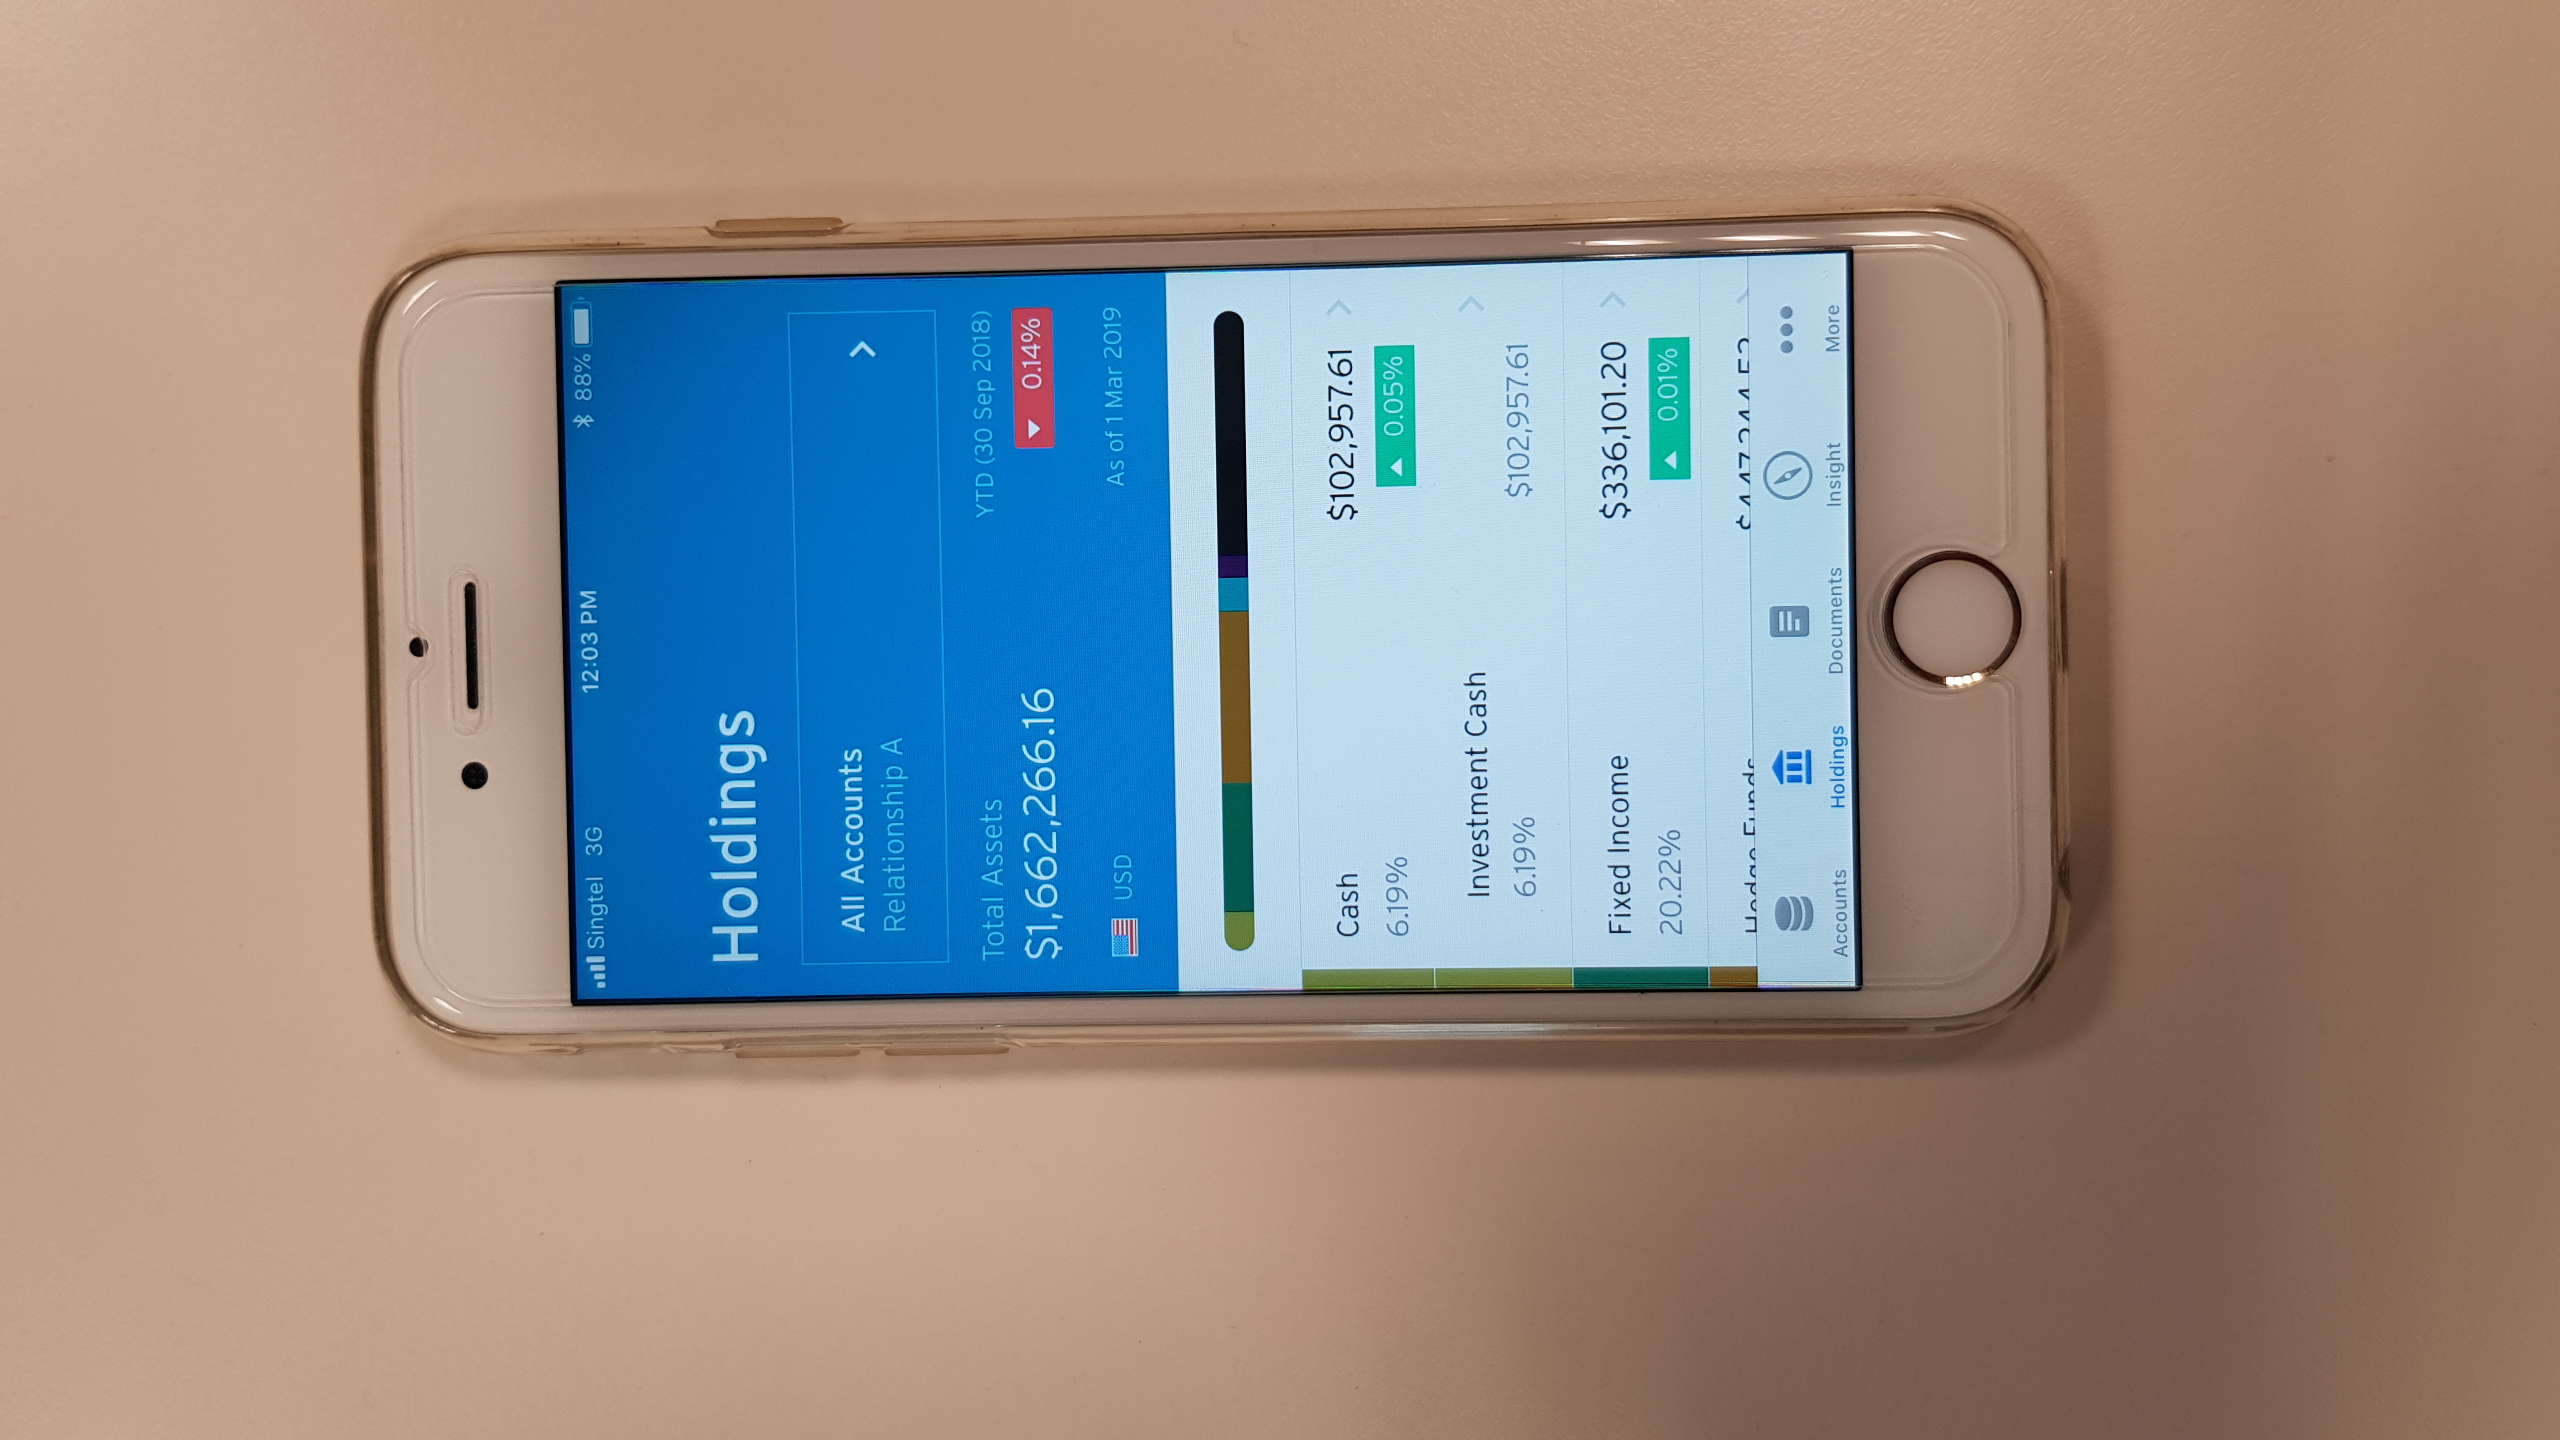 Singtel 3G 12:03 PM 88%
Holdings
All Accounts
Relationship A
Total Assets YTD (30 Sep 2018)
$1,662,266.16 0.14%
USD As of 1 Mar 2019
Cash $102,957.61
6.19% 0.05%
Investment Cash
6.19% $102,957.61
Fixed Income $336,101.20
20.22% 0.01%
Hedge Funds
Accounts Holdings Documents Insight More